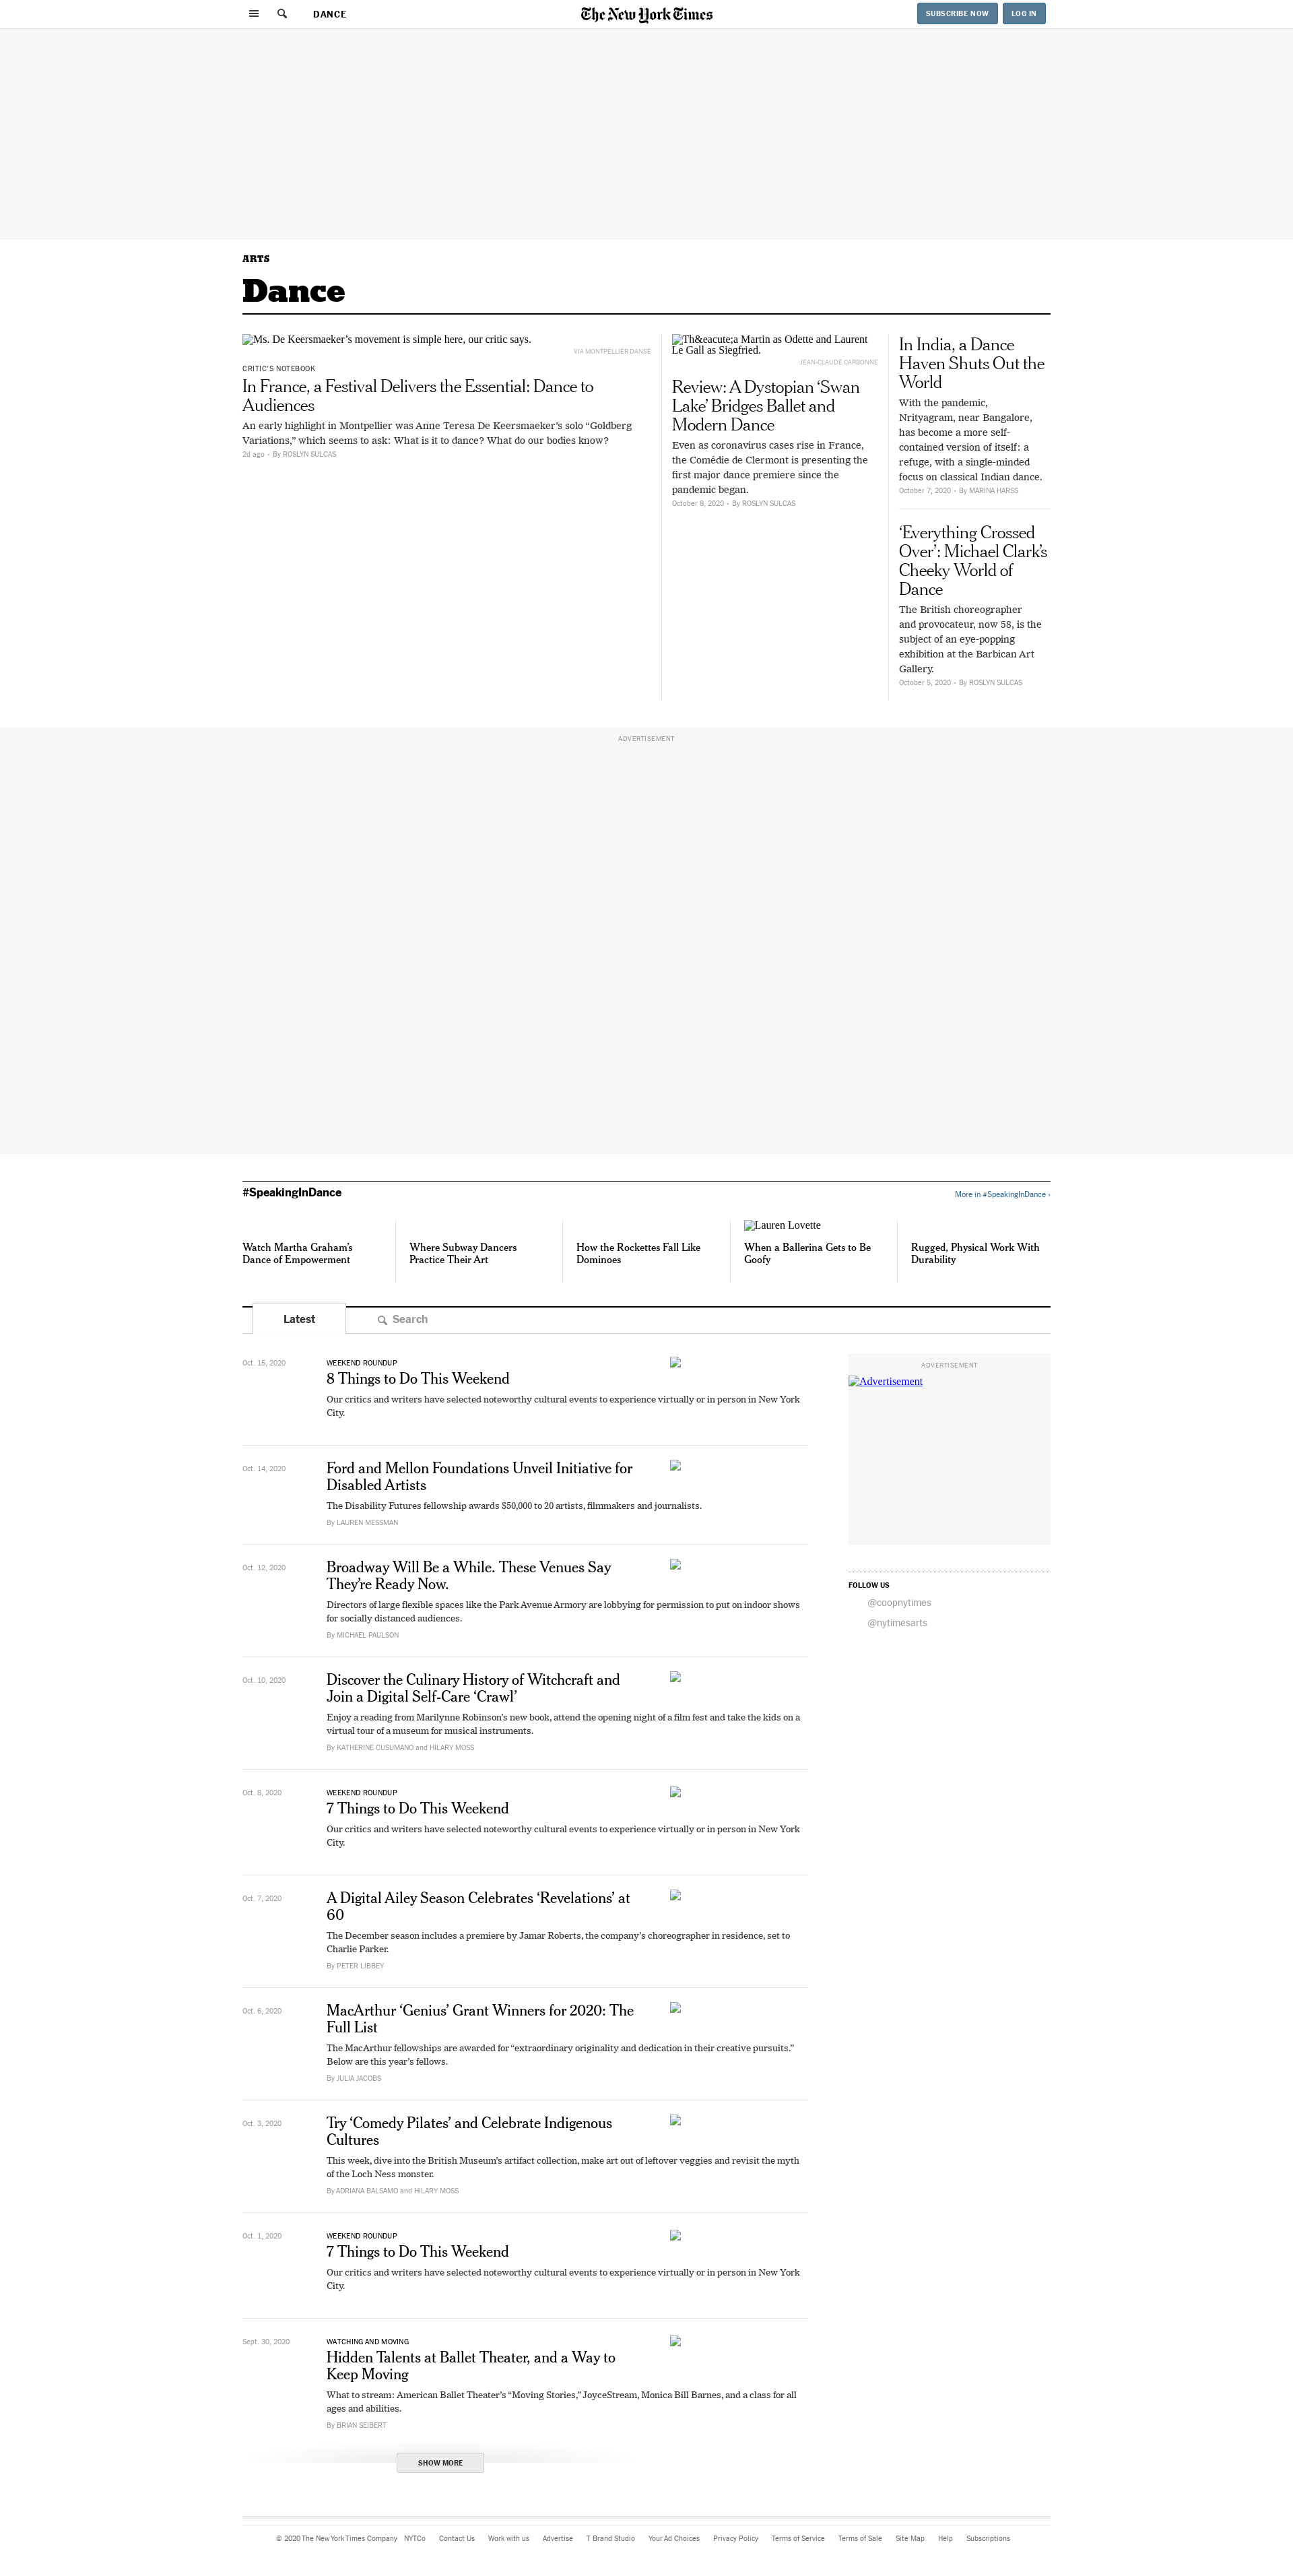 DANCE
The New York Times
SUBSCRIBE NOW
LOG IN
ARTS
Dance
Ms. De Keersmaeker’s movement is simple here, our critic says.
VIA MONTPELLIER DANSE
CRITIC’S NOTEBOOK
In France, a Festival Delivers the Essential: Dance to
Audiences
An early highlight in Montpellier was Anne Teresa De Keersmaeker’s solo “Goldberg
Variations,” which seems to ask: What is it to dance? What do our bodies know?
2d ago • By ROSLYN SULCAS
Th&eacute;a Martin as Odette and Laurent
Le Gall as Siegfried.
JEAN-CLAUDE CARBONNE
Review: A Dystopian ‘Swan
Lake’ Bridges Ballet and
Modern Dance
Even as coronavirus cases rise in France,
the Comédie de Clermont is presenting the
first major dance premiere since the
pandemic began.
October 8, 2020 • By ROSLYN SULCAS
In India, a Dance
Haven Shuts Out the
World
With the pandemic,
Nrityagram, near Bangalore,
has become a more self-
contained version of itself: a
refuge, with a single-minded
focus on classical Indian dance.
October 7, 2020 • By MARINA HARSS
‘Everything Crossed
Over’: Michael Clark’s
Cheeky World of
Dance
The British choreographer
and provocateur, now 58, is the
subject of an eye-popping
exhibition at the Barbican Art
Gallery.
October 5, 2020 • By ROSLYN SULCAS
ADVERTISEMENT
#SpeakingInDance
More in #SpeakingInDance ›
Watch Martha Graham’s
Dance of Empowerment
Where Subway Dancers
Practice Their Art
How the Rockettes Fall Like
Dominoes
Lauren Lovette
When a Ballerina Gets to Be
Goofy
Rugged, Physical Work With
Durability
Latest
Search
Oct. 15, 2020
WEEKEND ROUNDUP
8 Things to Do This Weekend
Our critics and writers have selected noteworthy cultural events to experience virtually or in person in New York
City.
Oct. 14, 2020
Ford and Mellon Foundations Unveil Initiative for
Disabled Artists
The Disability Futures fellowship awards $50,000 to 20 artists, filmmakers and journalists.
By LAUREN MESSMAN
Oct. 12, 2020
Broadway Will Be a While. These Venues Say
They’re Ready Now.
Directors of large flexible spaces like the Park Avenue Armory are lobbying for permission to put on indoor shows
for socially distanced audiences.
By MICHAEL PAULSON
Oct. 10, 2020
Discover the Culinary History of Witchcraft and
Join a Digital Self-Care ‘Crawl’
Enjoy a reading from Marilynne Robinson’s new book, attend the opening night of a film fest and take the kids on a
virtual tour of a museum for musical instruments.
By KATHERINE CUSUMANO and HILARY MOSS
Oct. 8, 2020
WEEKEND ROUNDUP
7 Things to Do This Weekend
Our critics and writers have selected noteworthy cultural events to experience virtually or in person in New York
City.
Oct. 7, 2020
A Digital Ailey Season Celebrates ‘Revelations’ at
60
The December season includes a premiere by Jamar Roberts, the company’s choreographer in residence, set to
Charlie Parker.
By PETER LIBBEY
Oct. 6, 2020
MacArthur ‘Genius’ Grant Winners for 2020: The
Full List
The MacArthur fellowships are awarded for “extraordinary originality and dedication in their creative pursuits.”
Below are this year’s fellows.
By JULIA JACOBS
Oct. 3, 2020
Try ‘Comedy Pilates’ and Celebrate Indigenous
Cultures
This week, dive into the British Museum’s artifact collection, make art out of leftover veggies and revisit the myth
of the Loch Ness monster.
By ADRIANA BALSAMO and HILARY MOSS
Oct. 1, 2020
WEEKEND ROUNDUP
7 Things to Do This Weekend
Our critics and writers have selected noteworthy cultural events to experience virtually or in person in New York
City.
Sept. 30, 2020
WATCHING AND MOVING
Hidden Talents at Ballet Theater, and a Way to
Keep Moving
What to stream: American Ballet Theater’s “Moving Stories,” JoyceStream, Monica Bill Barnes, and a class for all
ages and abilities.
By BRIAN SEIBERT
SHOW MORE
ADVERTISEMENT
Advertisement
FOLLOW US
@coopnytimes
@nytimesarts
© 2020 The New York Times Company NYTCo Contact Us Work with us Advertise T Brand Studio Your Ad Choices Privacy Policy Terms of Service Terms of Sale Site Map Help Subscriptions